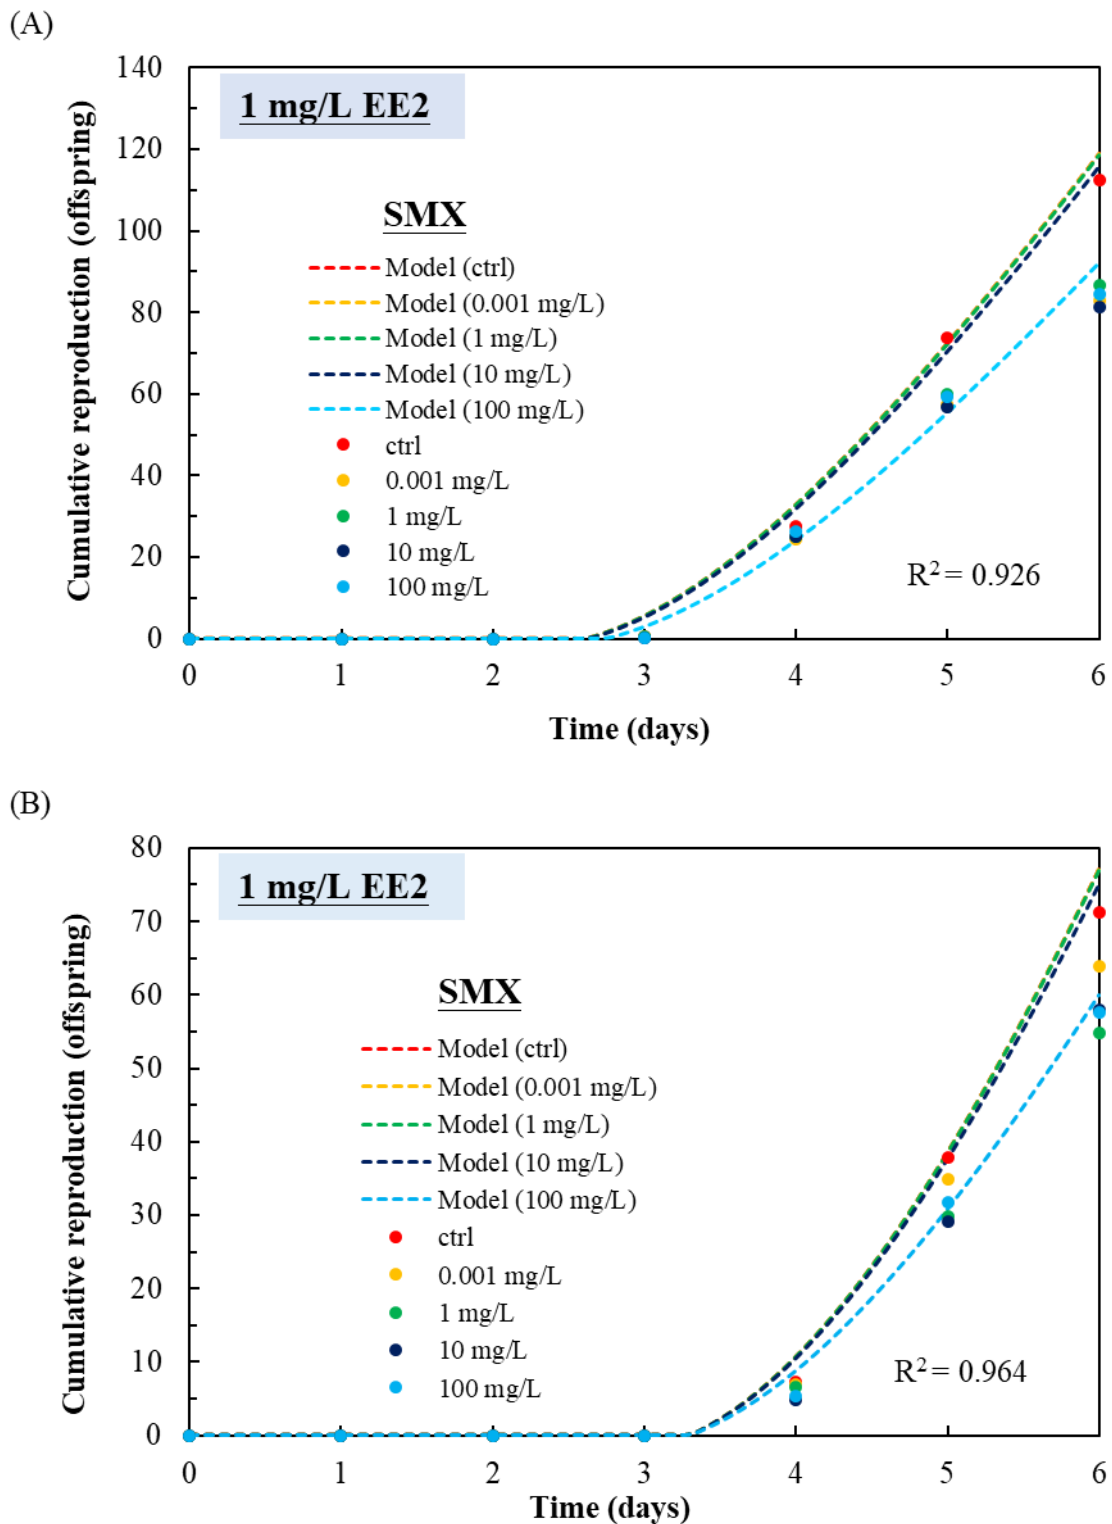 (A)
Cumulative reproduction (offspring)
140
120
100
80
60
40
20
0
1 mg/L EE2
SMX
Model (ctrl)
Model (0.001 mg/L)
Model (1 mg/L)
Model (10 mg/L)
Model (100 mg/L)
ctrl
0.001 mg/L
1 mg/L
10 mg/L
100 mg/L
R² = 0.926
0 1 2 3 4 5 6
Time (days)
(B)
Cumulative reproduction (offspring)
80
70
60
50
40
30
20
10
0
1 mg/L EE2
SMX
Model (ctrl)
Model (0.001 mg/L)
Model (1 mg/L)
Model (10 mg/L)
Model (100 mg/L)
ctrl
0.001 mg/L
1 mg/L
10 mg/L
100 mg/L
R² = 0.964
0 1 2 3 4 5 6
Time (days)